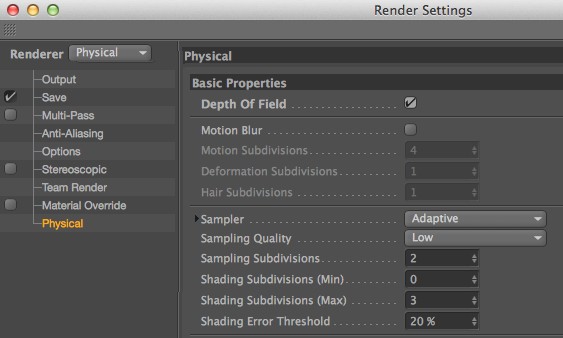 Render Settings
Renderer Physical
Output
Save
Multi-Pass
Anti-Aliasing
Options
Stereoscopic
Team Render
Material Override
Physical
Physical
Basic Properties
Depth Of Field
Motion Blur
Motion Subdivisions 4
Deformation Subdivisions 1
Hair Subdivisions 1
Sampler Adaptive
Sampling Quality Low
Sampling Subdivisions 2
Shading Subdivisions (Min) 0
Shading Subdivisions (Max) 3
Shading Error Threshold 20 %